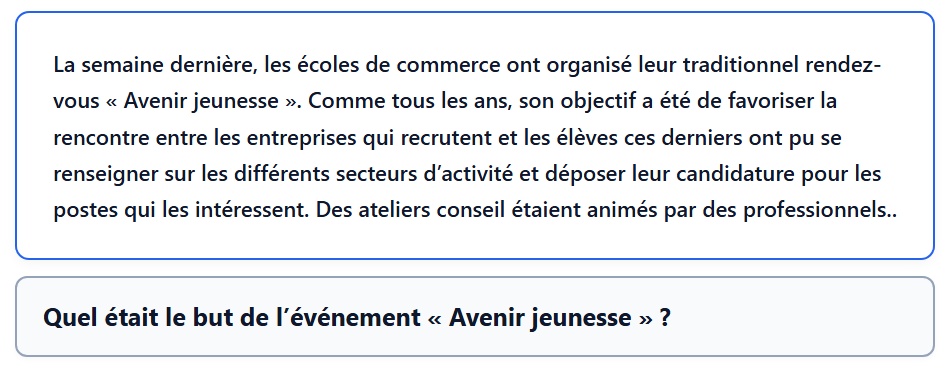 La semaine dernière, les écoles de commerce ont organisé leur traditionnel rendez-
vous « Avenir jeunesse ». Comme tous les ans, son objectif a été de favoriser la
rencontre entre les entreprises qui recrutent et les élèves ces derniers ont pu se
renseigner sur les différents secteurs d’activité et déposer leur candidature pour les
postes qui les intéressent. Des ateliers conseil étaient animés par des professionnels..
Quel était le but de l’événement « Avenir jeunesse » ?